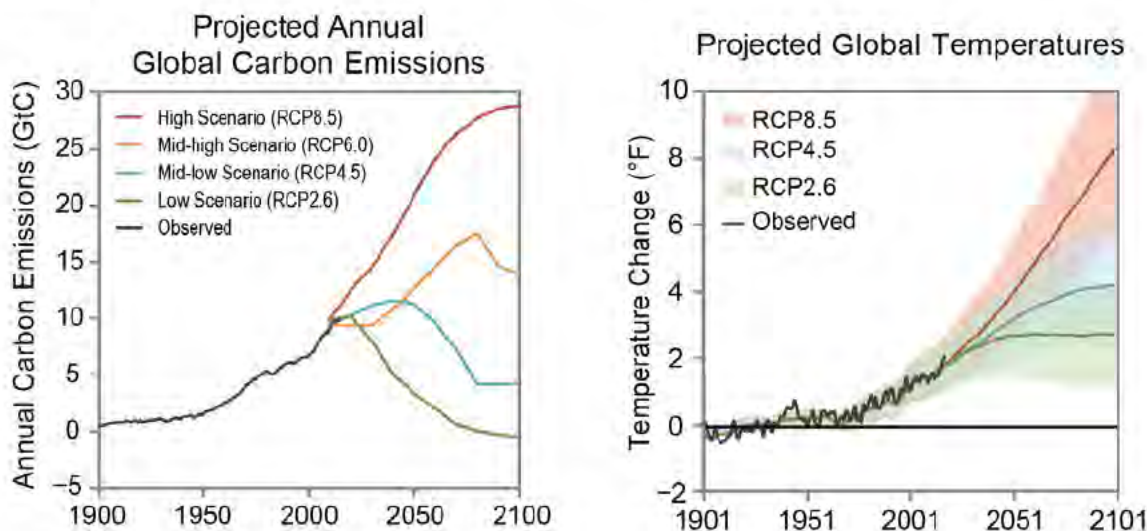 Projected Annual
Global Carbon Emissions
Annual Carbon Emissions (GtC)
30
25
20
15
10
5
0
−5
High Scenario (RCP8.5)
Mid-high Scenario (RCP6.0)
Mid-low Scenario (RCP4.5)
Low Scenario (RCP2.6)
Observed
1900 1950 2000 2050 2100
Projected Global Temperatures
Temperature Change (°F)
10
8
6
4
2
0
−2
RCP8.5
RCP4.5
RCP2.6
Observed
1901 1951 2001 2051 2101